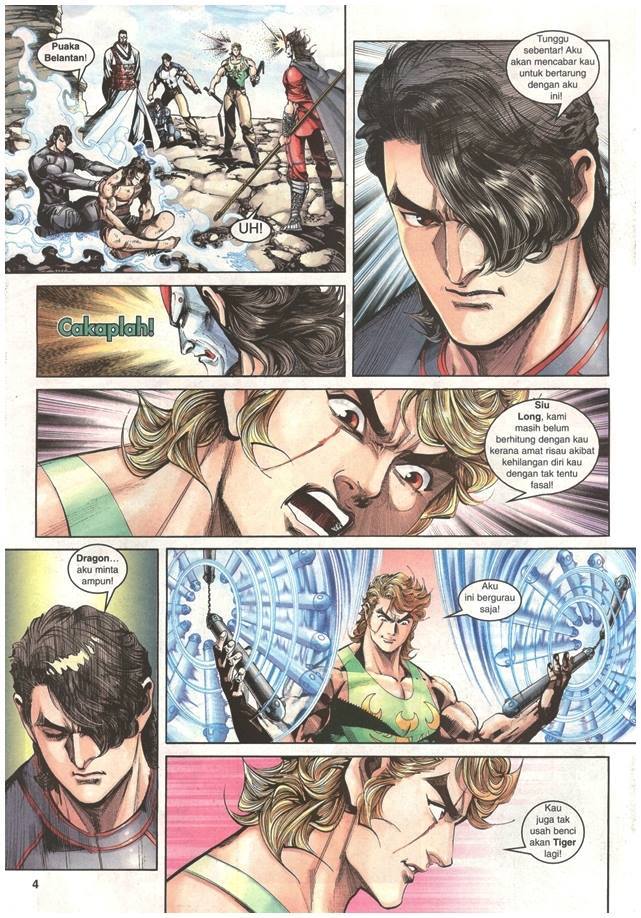 Puaka
Belantan!
UH!
Tunggu
sebentar! Aku
akan mencabar kau
untuk bertarung
dengan aku
ini!
Cakaplah!
Siu
Long, kami
masih belum
berhitung dengan kau
kerana amat risau akibat
kehilangan diri kau
dengan tak tentu
fasal!
Dragon...
aku minta
ampun!
Aku
ini bergurau
saja!
Kau
juga tak
usah benci
akan Tiger
lagi!
4